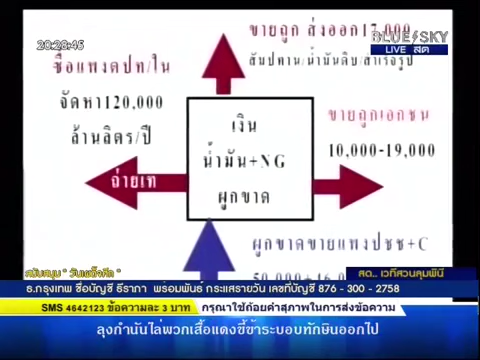 20:20:45
BLUE SKY
LIVE สด
ขายถูก ส่งออก17,000
สัมปทาน/น้ำมันดิบ/สำเร็จรูป
ซื้อแพงตปท/ใน
จัดหา120,000
ล้านลิตร/ปี
เงิน
น้ำมัน+NG
ผูกขาด
ขายถูกเอกชน
10,000-19,000
ถ่ายเท
ผูกขาดขายแพงปชช+C
สนับสนุน
สด.. เวทีสวนลุมพินี
ธ.กรุงเทพ ชื่อบัญชี ธีราภา พร้อมพันธ์ กระแสรายวัน เลขที่บัญชี 876 - 300 - 2758
SMS 4642123 ข้อความละ 3 บาท กรุณาใช้ถ้อยคำสุภาพในการส่งข้อความ
ลุงกำนันไล่พวกเสื้อแดงขี้ข้าระบอบทักษินออกไป